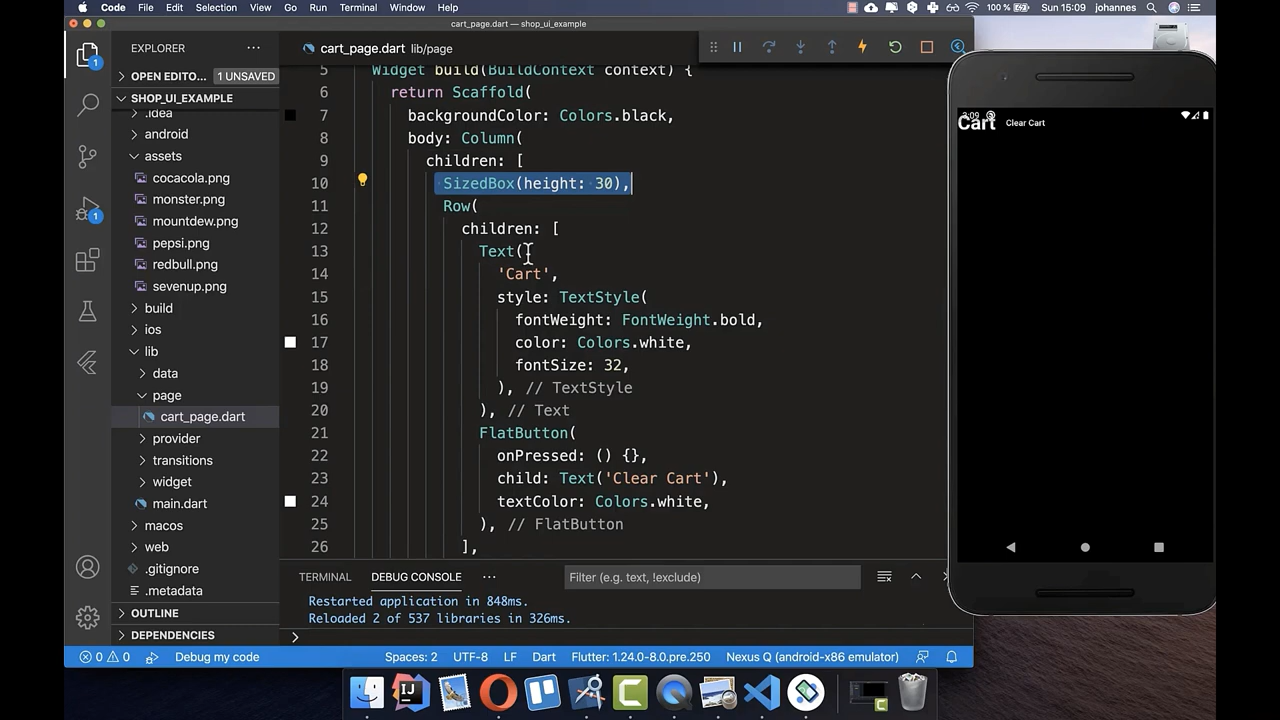 Code File Edit Selection View Go Run Terminal Window Help 100 % Sun 15:09 johannes
cart_page.dart — shop_ui_example
EXPLORER
cart_page.dart lib/page
OPEN EDITO... 1 UNSAVED
SHOP_UI_EXAMPLE
.idea
android
assets
cocacola.png
monster.png
mountdew.png
pepsi.png
redbull.png
sevenup.png
build
ios
lib
data
page
cart_page.dart
provider
transitions
widget
main.dart
macos
web
.gitignore
.metadata
OUTLINE
DEPENDENCIES
1
1
5 Widget build(BuildContext context) {
6 return Scaffold(
7 backgroundColor: Colors.black,
8 body: Column(
9 children: [
10 SizedBox(height: 30),
11 Row(
12 children: [
13 Text(
14 'Cart',
15 style: TextStyle(
16 fontWeight: FontWeight.bold,
17 color: Colors.white,
18 fontSize: 32,
19 ), // TextStyle
20 ), // Text
21 FlatButton(
22 onPressed: () {},
23 child: Text('Clear Cart'),
24 textColor: Colors.white,
25 ), // FlatButton
26 ],
TERMINAL DEBUG CONSOLE ... Filter (e.g. text, !exclude)
Restarted application in 848ms.
Reloaded 2 of 537 libraries in 326ms.
>
0 0 Debug my code Spaces: 2 UTF-8 LF Dart Flutter: 1.24.0-8.0.pre.250 Nexus Q (android-x86 emulator)
3:09
Cart Clear Cart